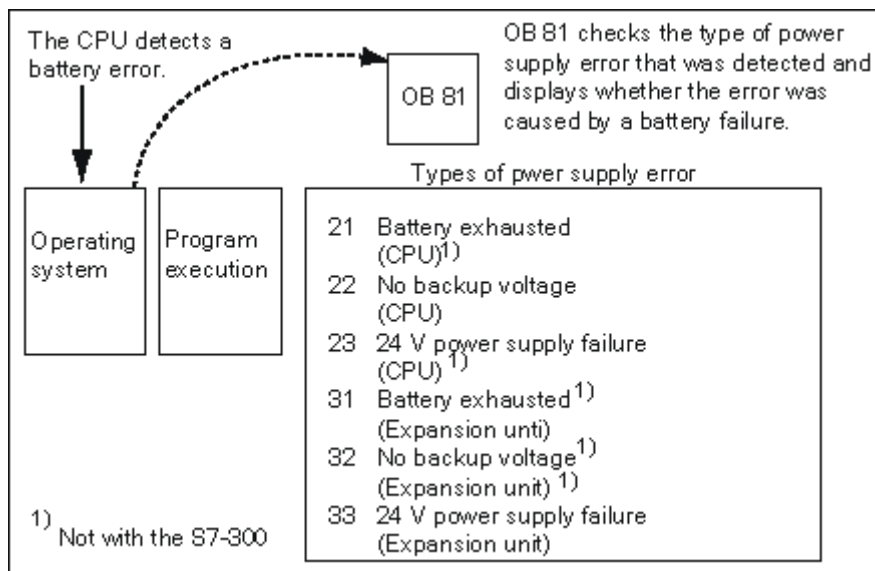 The CPU detects a
battery error.
OB 81
OB 81 checks the type of power
supply error that was detected and
displays whether the error was
caused by a battery failure.
Operating
system
Program
execution
Types of pwer supply error
21 Battery exhausted
(CPU)1)
22 No backup voltage
(CPU)
23 24 V power supply failure
(CPU) 1)
31 Battery exhausted1)
(Expansion unti)
32 No backup voltage1)
(Expansion unit) 1)
33 24 V power supply failure
(Expansion unit)
1) Not with the S7-300